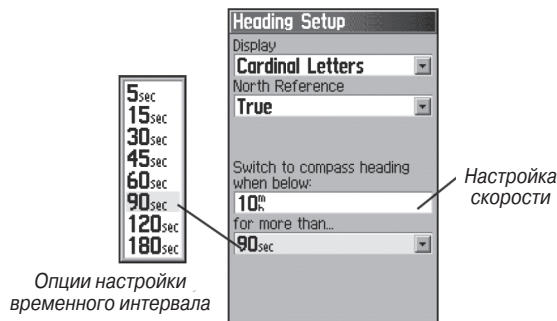 Heading Setup
Display
Cardinal Letters
North Reference
True
Switch to compass heading
when below:
10 m/h
for more than...
90sec
5sec
15sec
30sec
45sec
60sec
90sec
120sec
180sec
Опции настройки
временного интервала
Настройка
скорости